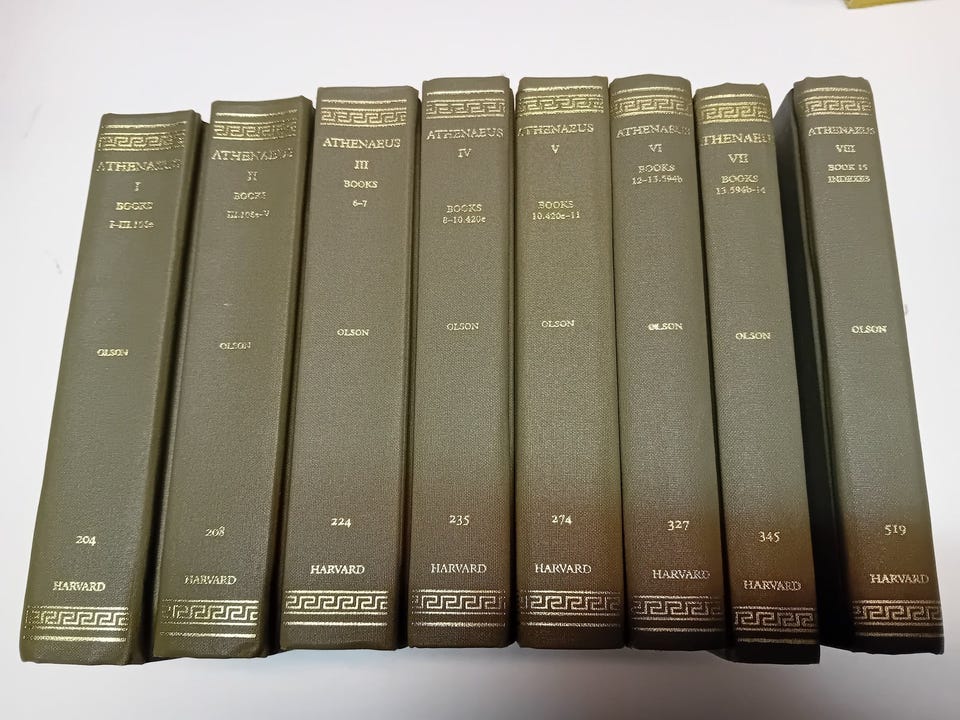 ATHENAEUS
I
BOOKS
I–III.106e
OLSON
204
HARVARD
ATHENAEUS
II
BOOKS
III.106e–V
OLSON
208
HARVARD
ATHENAEUS
III
BOOKS
6–7
OLSON
224
HARVARD
ATHENAEUS
IV
BOOKS
8–10.420e
OLSON
235
HARVARD
ATHENAEUS
V
BOOKS
10.420e–11
OLSON
274
HARVARD
ATHENAEUS
VI
BOOKS
12–13.594b
OLSON
327
HARVARD
ATHENAEU
VII
BOOKS
13.594b–14
OLSON
345
HARVARD
ATHENAEUS
VIII
BOOK 15
INDEXES
OLSON
519
HARVARD